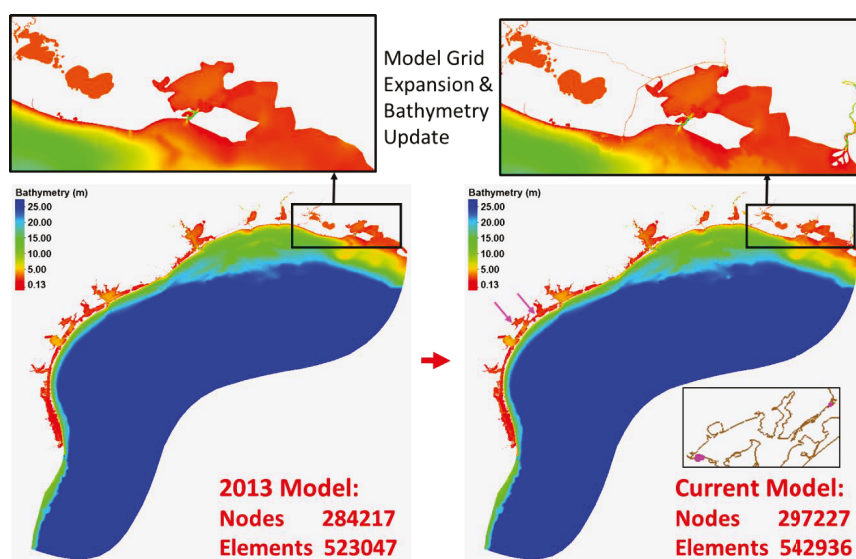 Model Grid
Expansion &
Bathymetry
Update
Bathymetry (m)
25.00
20.00
15.00
10.00
5.00
0.13
2013 Model:
Nodes 284217
Elements 523047
Bathymetry (m)
25.00
20.00
15.00
10.00
5.00
0.13
Current Model:
Nodes 297227
Elements 542936